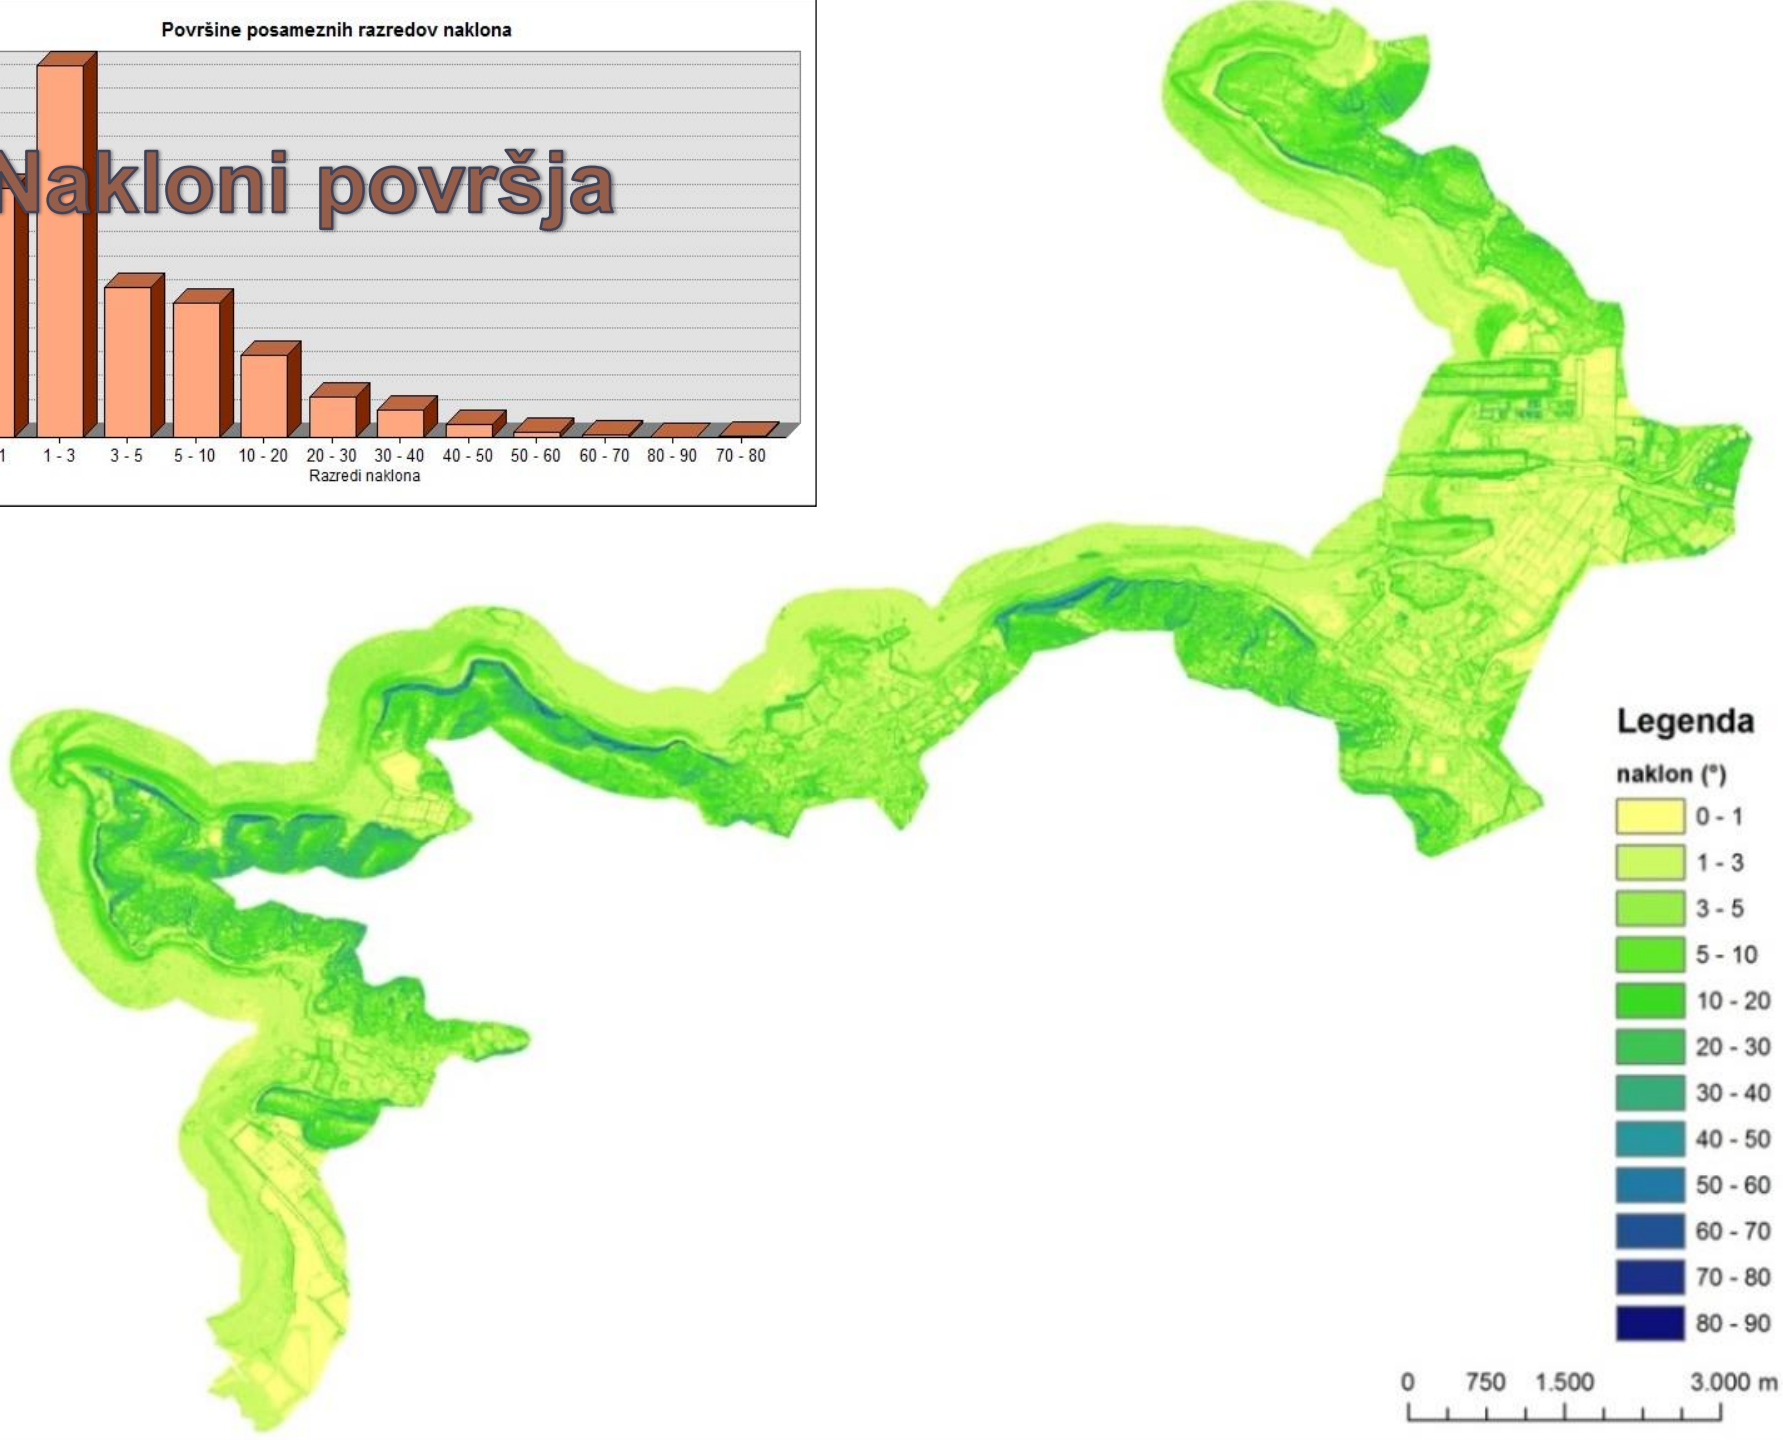 Površine posameznih razredov naklona
Nakloni površja
1 1 - 3 3 - 5 5 - 10 10 - 20 20 - 30 30 - 40 40 - 50 50 - 60 60 - 70 80 - 90 70 - 80
Razredi naklona
Legenda
naklon (°)
0 - 1
1 - 3
3 - 5
5 - 10
10 - 20
20 - 30
30 - 40
40 - 50
50 - 60
60 - 70
70 - 80
80 - 90
0 750 1.500 3.000 m